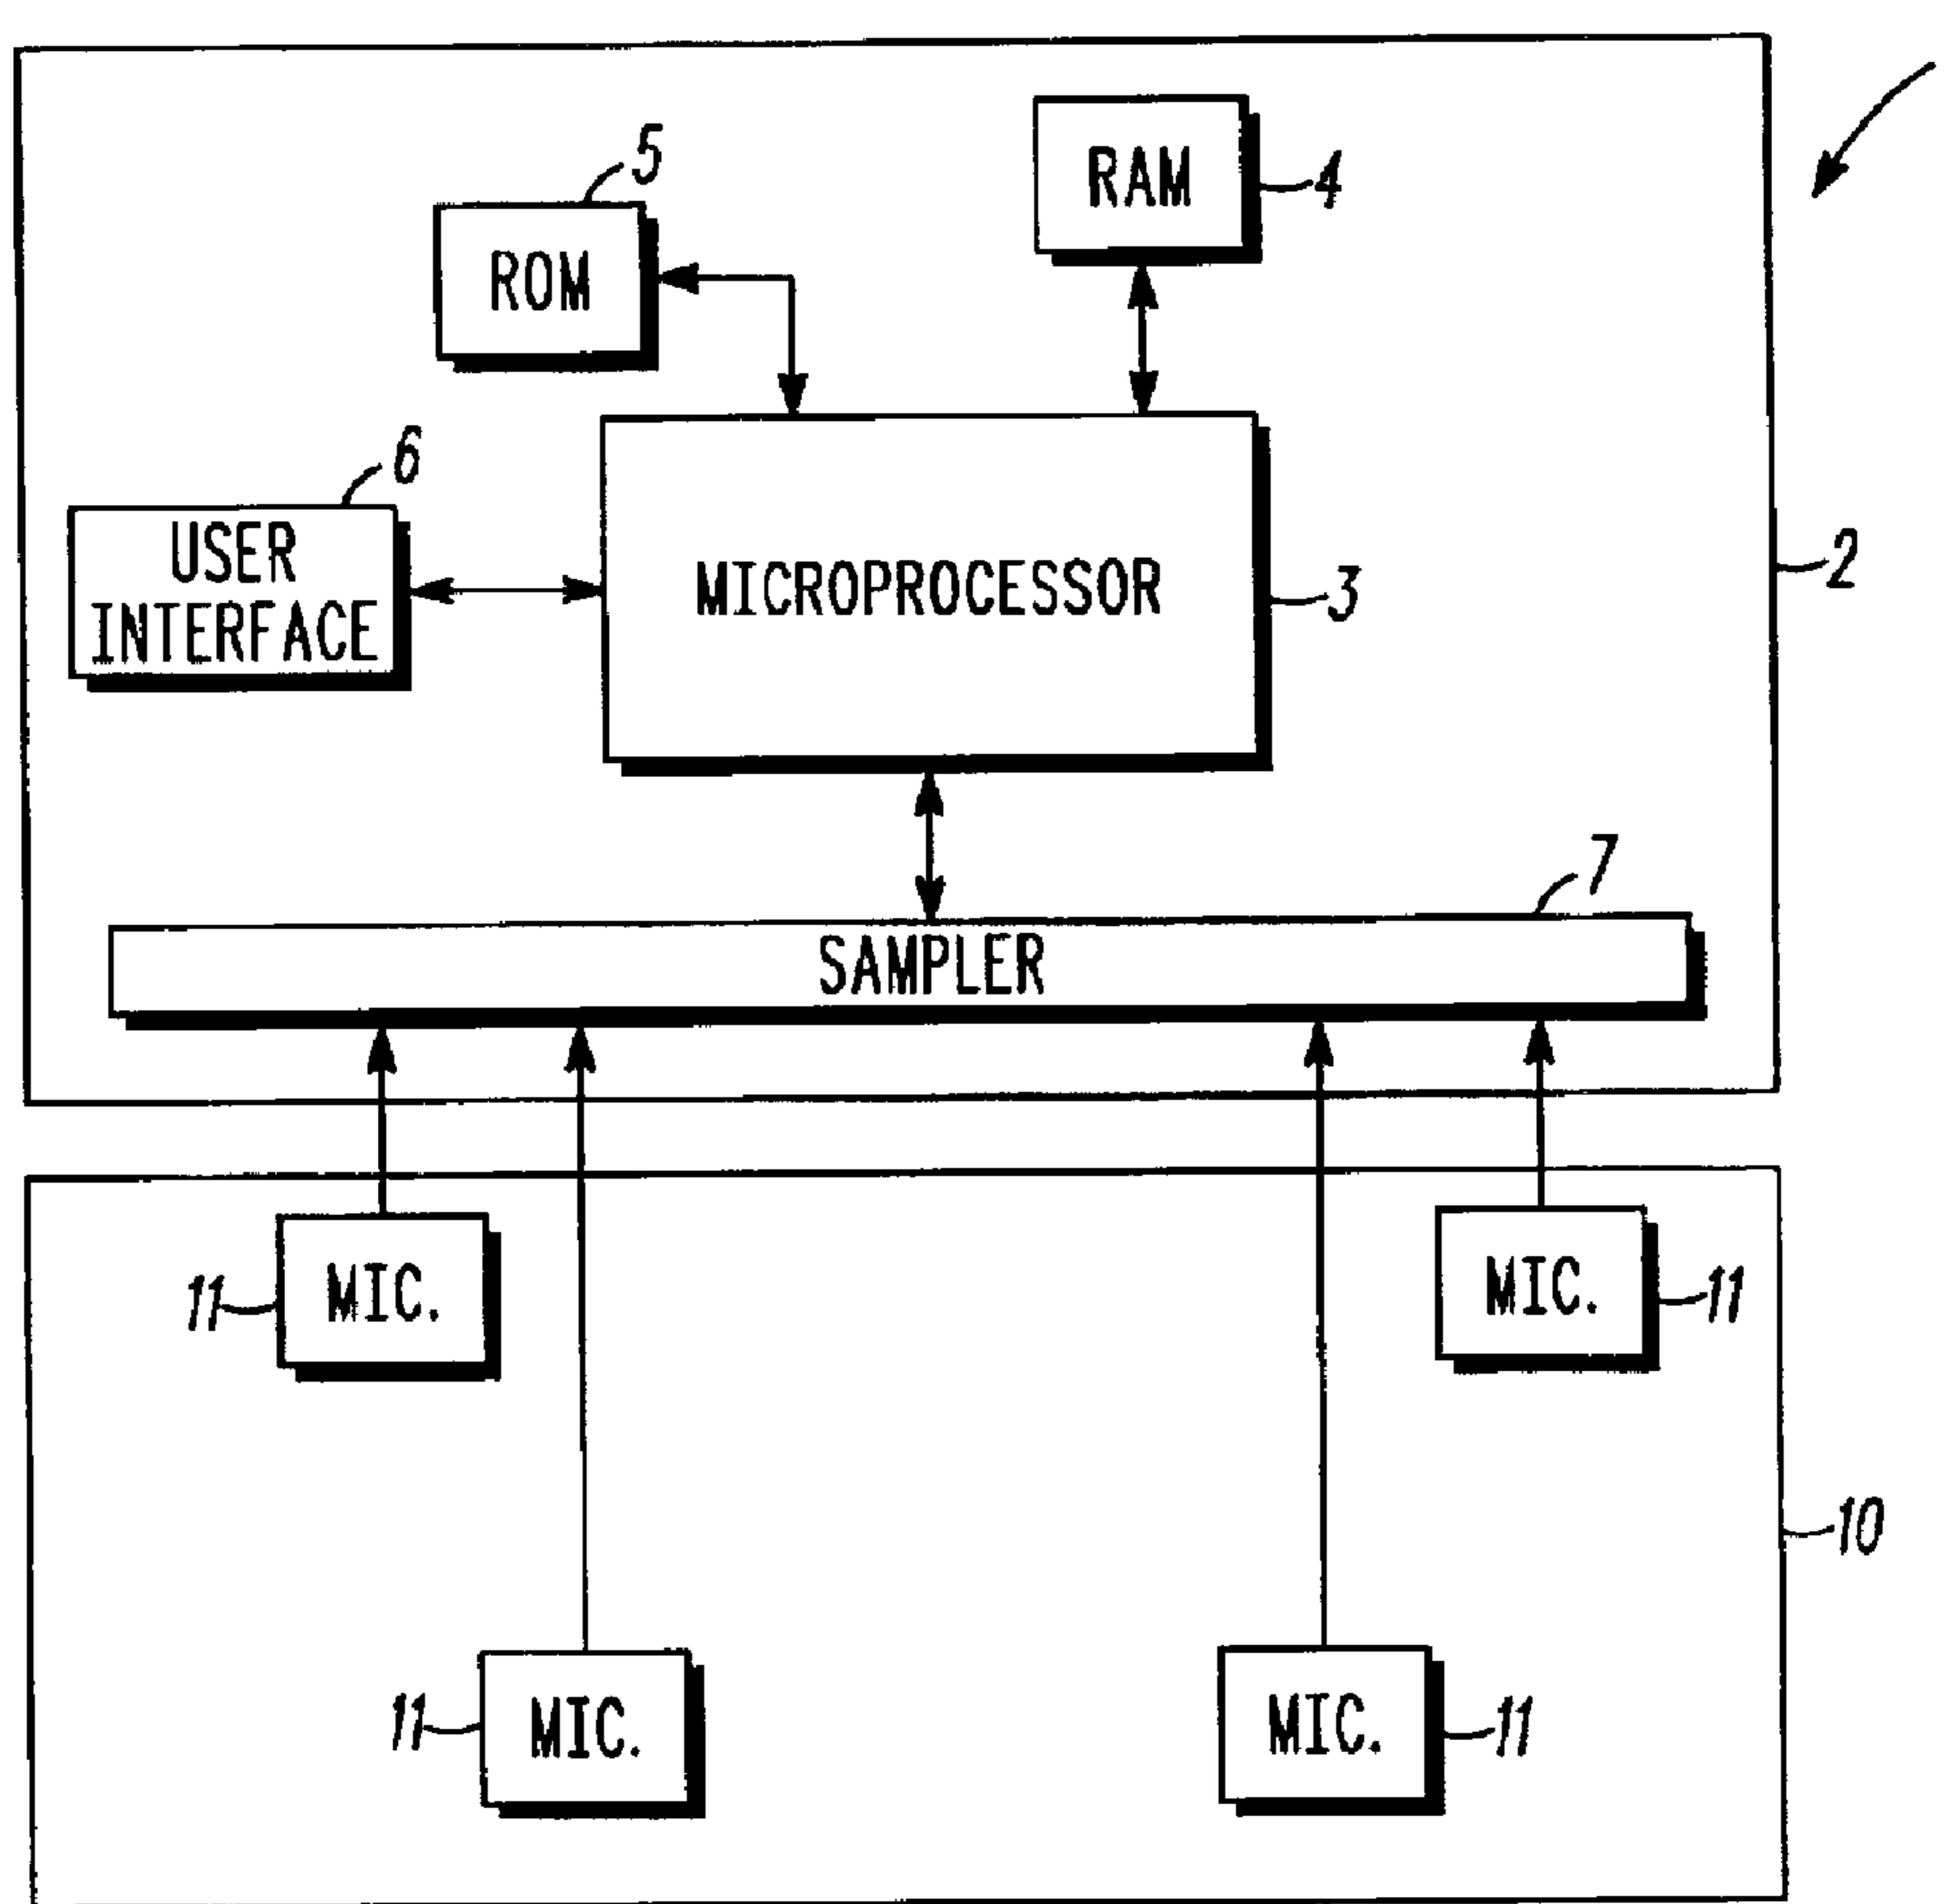 5
RAM
4
ROM
6
USER
INTERFACE
MICROPROCESSOR
3
2
7
SAMPLER
11
MIC.
MIC.
11
10
11
MIC.
MIC.
11